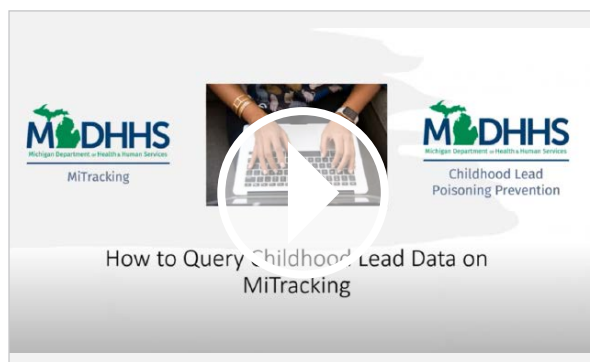 MDHHS
Michigan Department of Health & Human Services
MiTracking
MDHHS
Michigan Department of Health & Human Services
Childhood Lead
Poisoning Prevention
How to Query Childhood Lead Data on
MiTracking